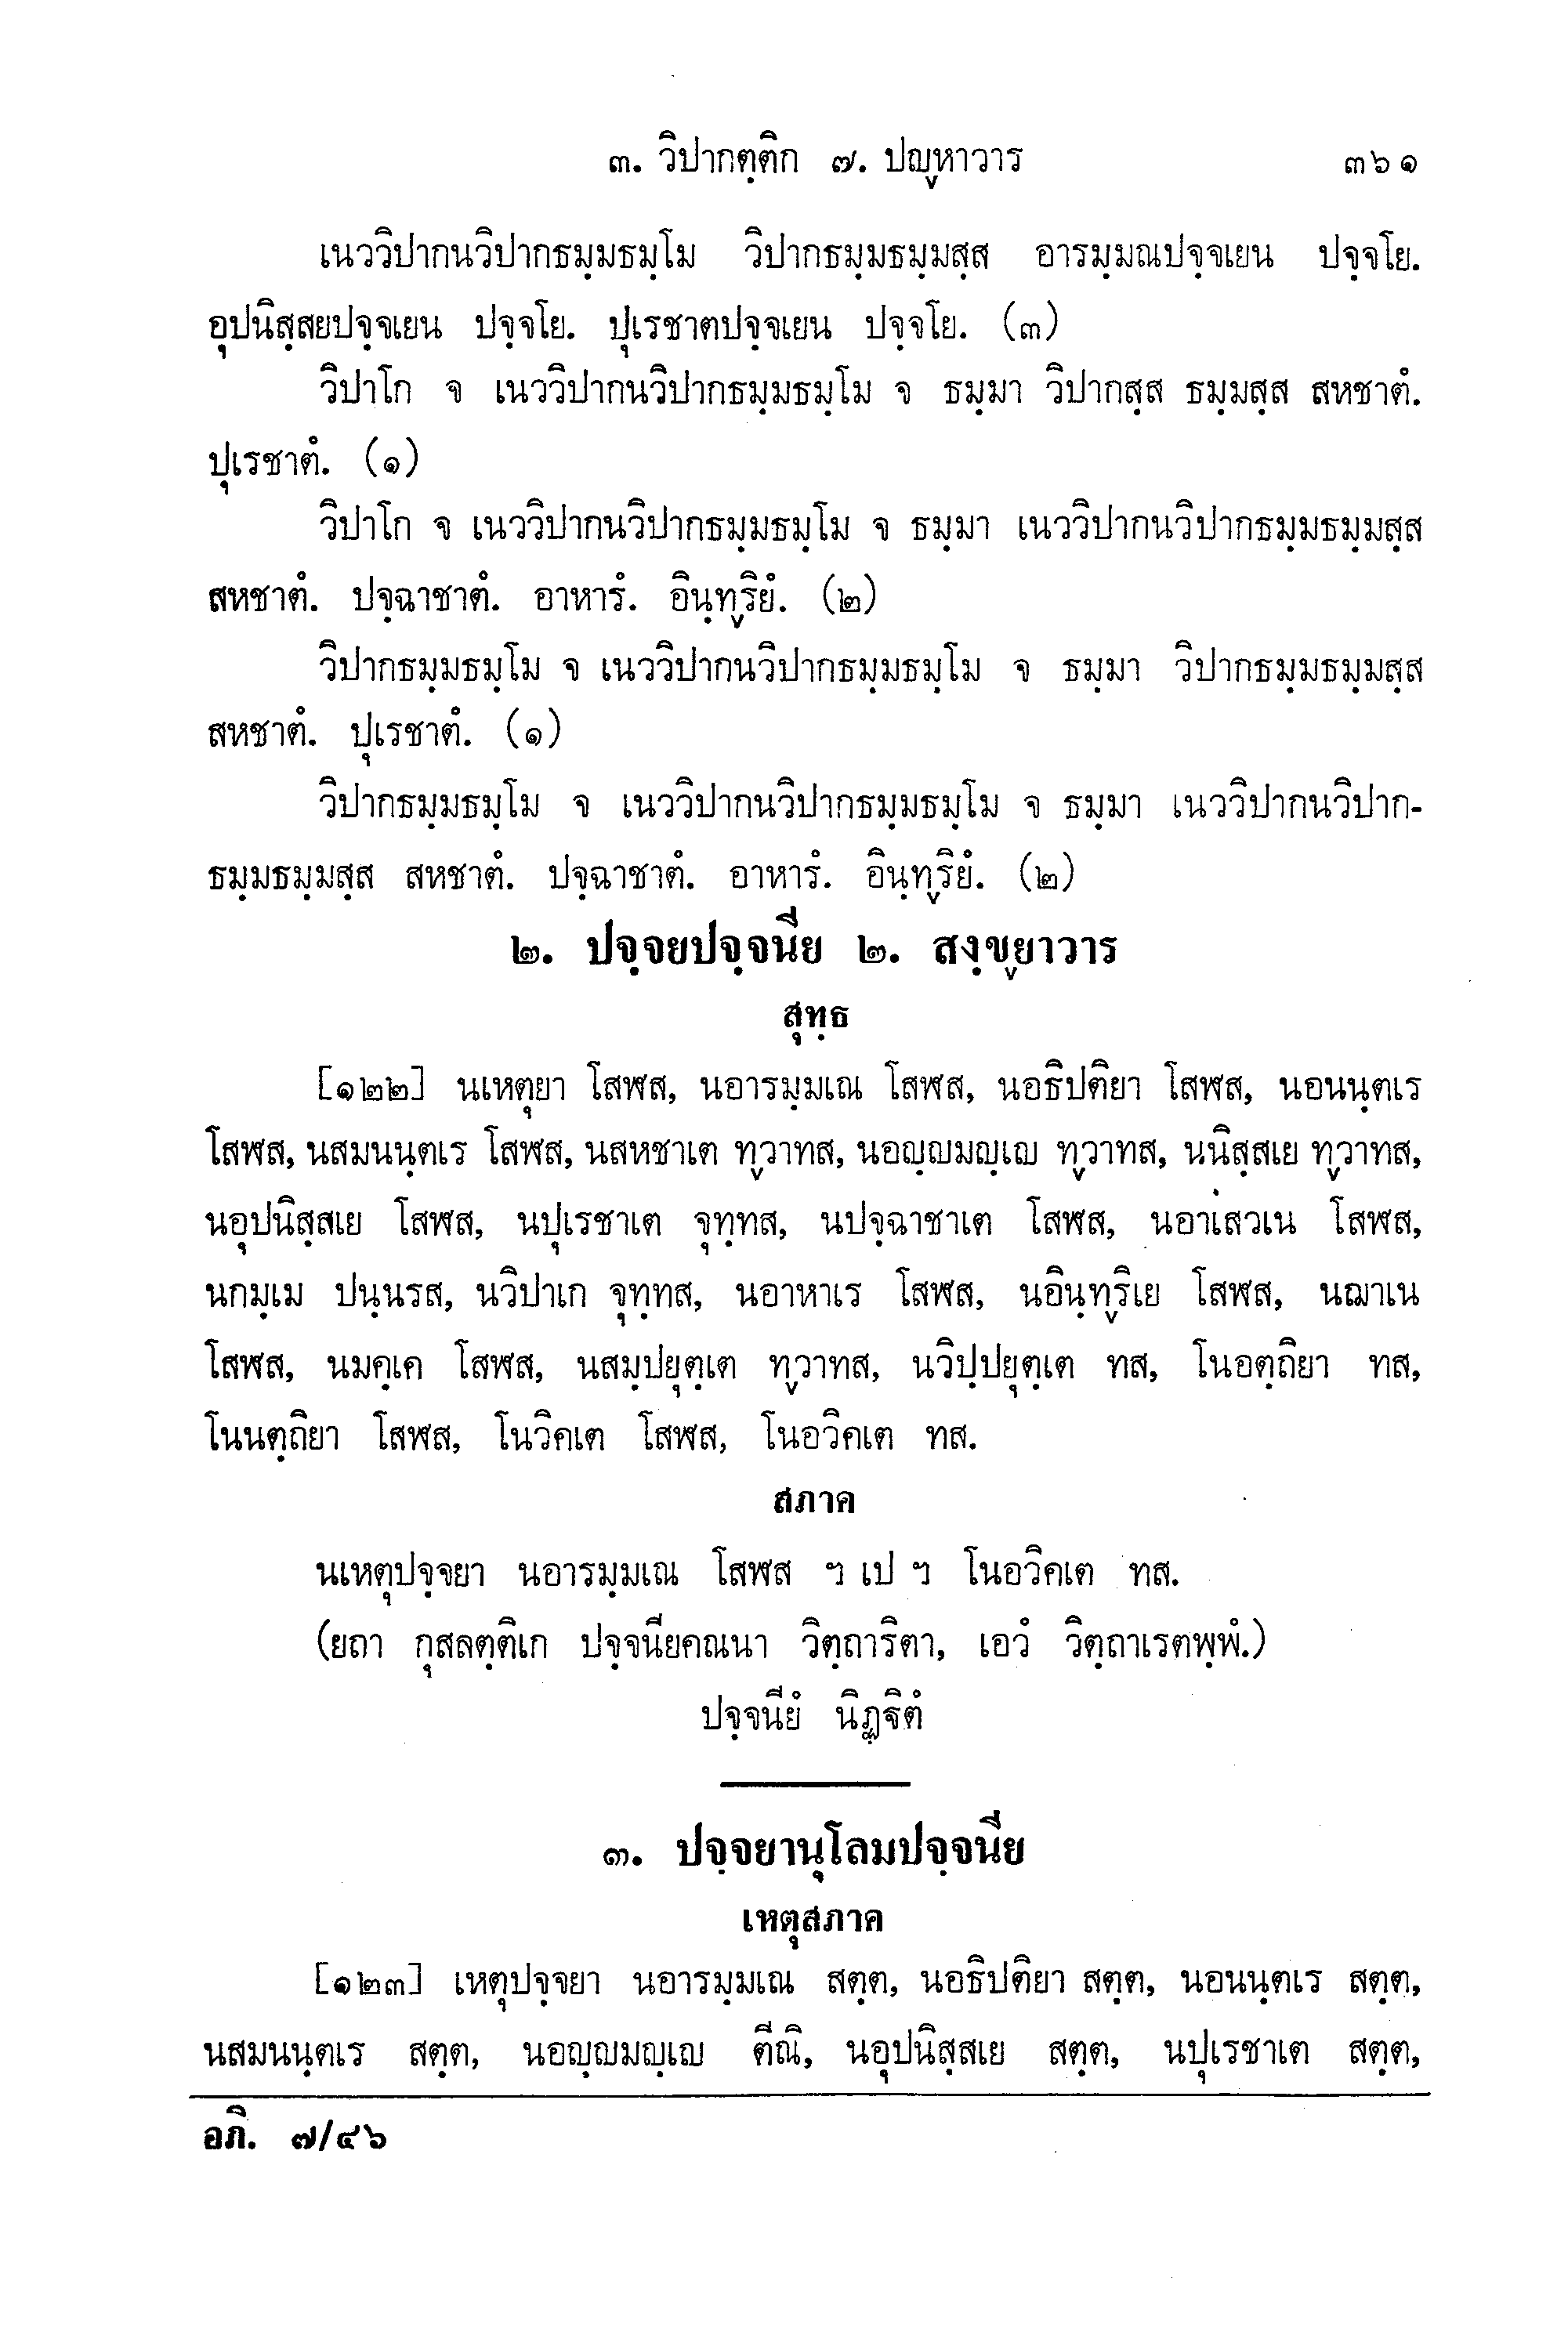 ๓. วิปากตฺติก ๗. ปญฺหาวาร ๓๖๑
เนววิปากนวิปากธมฺมธมฺโม วิปากธมฺมธมฺมสฺส อารมฺมณปจฺจเยน ปจฺจโย.
อุปนิสฺสยปจฺจเยน ปจฺจโย. ปุเรชาตปจฺจเยน ปจฺจโย. (๓)
วิปาโก จ เนววิปากนวิปากธมฺมธมฺโม จ ธมฺมา วิปากสฺส ธมฺมสฺส สหชาตํ.
ปุเรชาตํ. (๑)
วิปาโก จ เนววิปากนวิปากธมฺมธมฺโม จ ธมฺมา เนววิปากนวิปากธมฺมธมฺมสฺส
สหชาตํ. ปจฺฉาชาตํ. อาหารํ. อินฺทฺริยํ. (๒)
วิปากธมฺมธมฺโม จ เนววิปากนวิปากธมฺมธมฺโม จ ธมฺมา วิปากธมฺมธมฺมสฺส
สหชาตํ. ปุเรชาตํ. (๑)
วิปากธมฺมธมฺโม จ เนววิปากนวิปากธมฺมธมฺโม จ ธมฺมา เนววิปากนวิปาก-
ธมฺมธมฺมสฺส สหชาตํ. ปจฺฉาชาตํ. อาหารํ. อินฺทฺริยํ. (๒)
๒. ปจฺจยปจฺจนีย ๒. สงฺขฺยาวาร
สุทฺธ
[๑๒๒] นเหตุยา โสฬส, นอารมฺมเณ โสฬส, นอธิปติยา โสฬส, นอนนฺตเร
โสฬส, นสมนนฺตเร โสฬส, นสหชาเต ทฺวาทส, นอญฺญมญฺเญ ทฺวาทส, นนิสฺสเย ทฺวาทส,
นอุปนิสฺสเย โสฬส, นปุเรชาเต จุทฺทส, นปจฺฉาชาเต โสฬส, นอาเสวเน โสฬส,
นกมฺเม ปนฺนรส, นวิปาเก จุทฺทส, นอาหาเร โสฬส, นอินฺทฺริเย โสฬส, นฌาเน
โสฬส, นมคฺเค โสฬส, นสมฺปยุตฺเต ทฺวาทส, นวิปฺปยุตฺเต ทส, โนอตฺถิยา ทส,
โนนตฺถิยา โสฬส, โนวิคเต โสฬส, โนอวิคเต ทส.
สภาค
นเหตุปจฺจยา นอารมฺมเณ โสฬส ฯ เป ฯ โนอวิคเต ทส.
(ยถา กุสลตฺติเก ปจฺจนียคณนา วิตฺถาริตา, เอวํ วิตฺถาเรตพฺพํ.)
ปจฺจนียํ นิฏฺฐิตํ
๓. ปจฺจยานุโลมปจฺจนีย
เหตุสภาค
[๑๒๓] เหตุปจฺจยา นอารมฺมเณ สตฺต, นอธิปติยา สตฺต, นอนนฺตเร สตฺต,
นสมนนฺตเร สตฺต, นอญฺญมญฺเญ ตีณิ, นอุปนิสฺสเย สตฺต, นปุเรชาเต สตฺต,
อภิ. ๗/๔๖